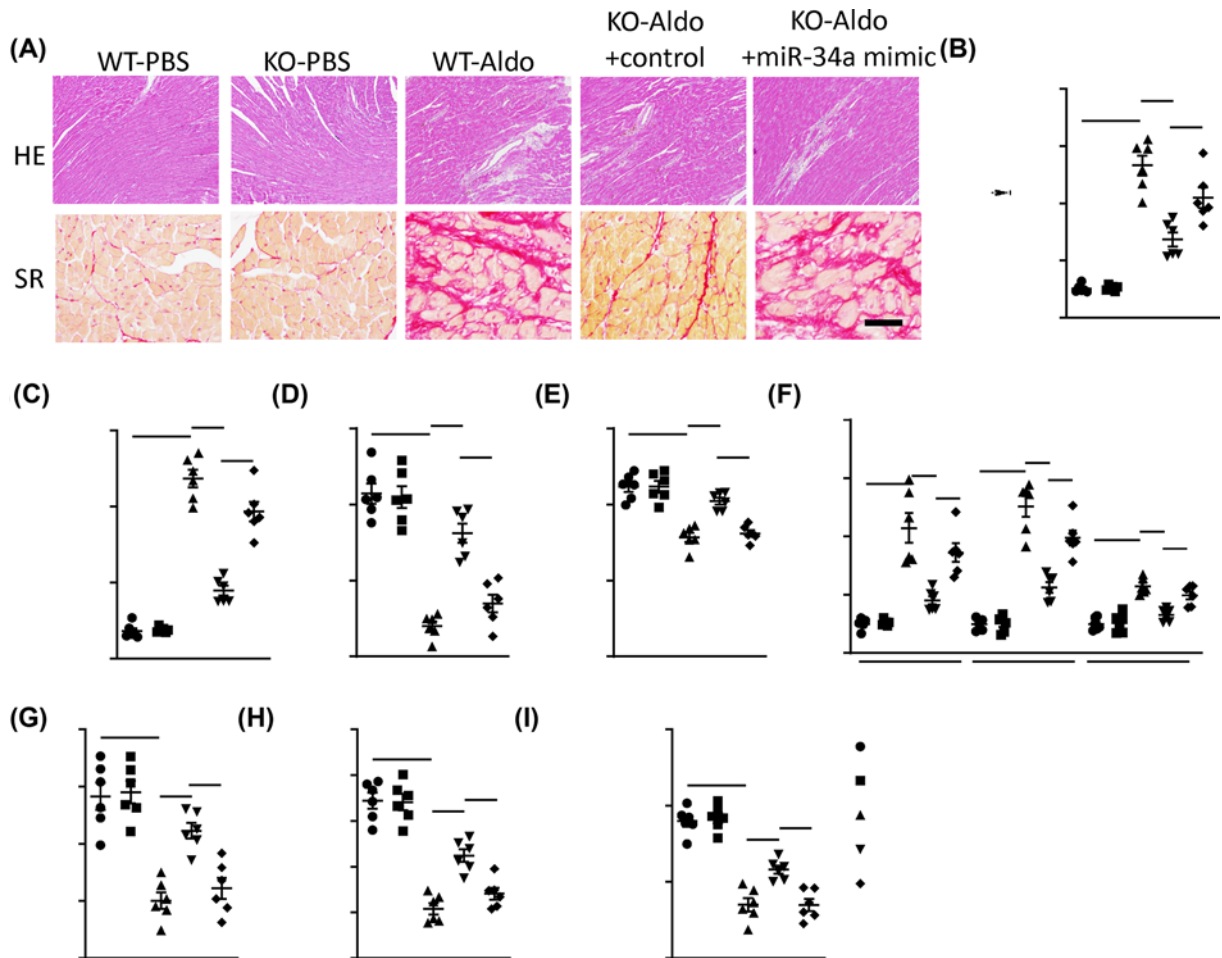 (A)
WT-PBS
KO-PBS
WT-Aldo
KO-Aldo
+control
KO-Aldo
+miR-34a mimic
HE
SR
(B)
(C)
(D)
(E)
(F)
(G)
(H)
(I)